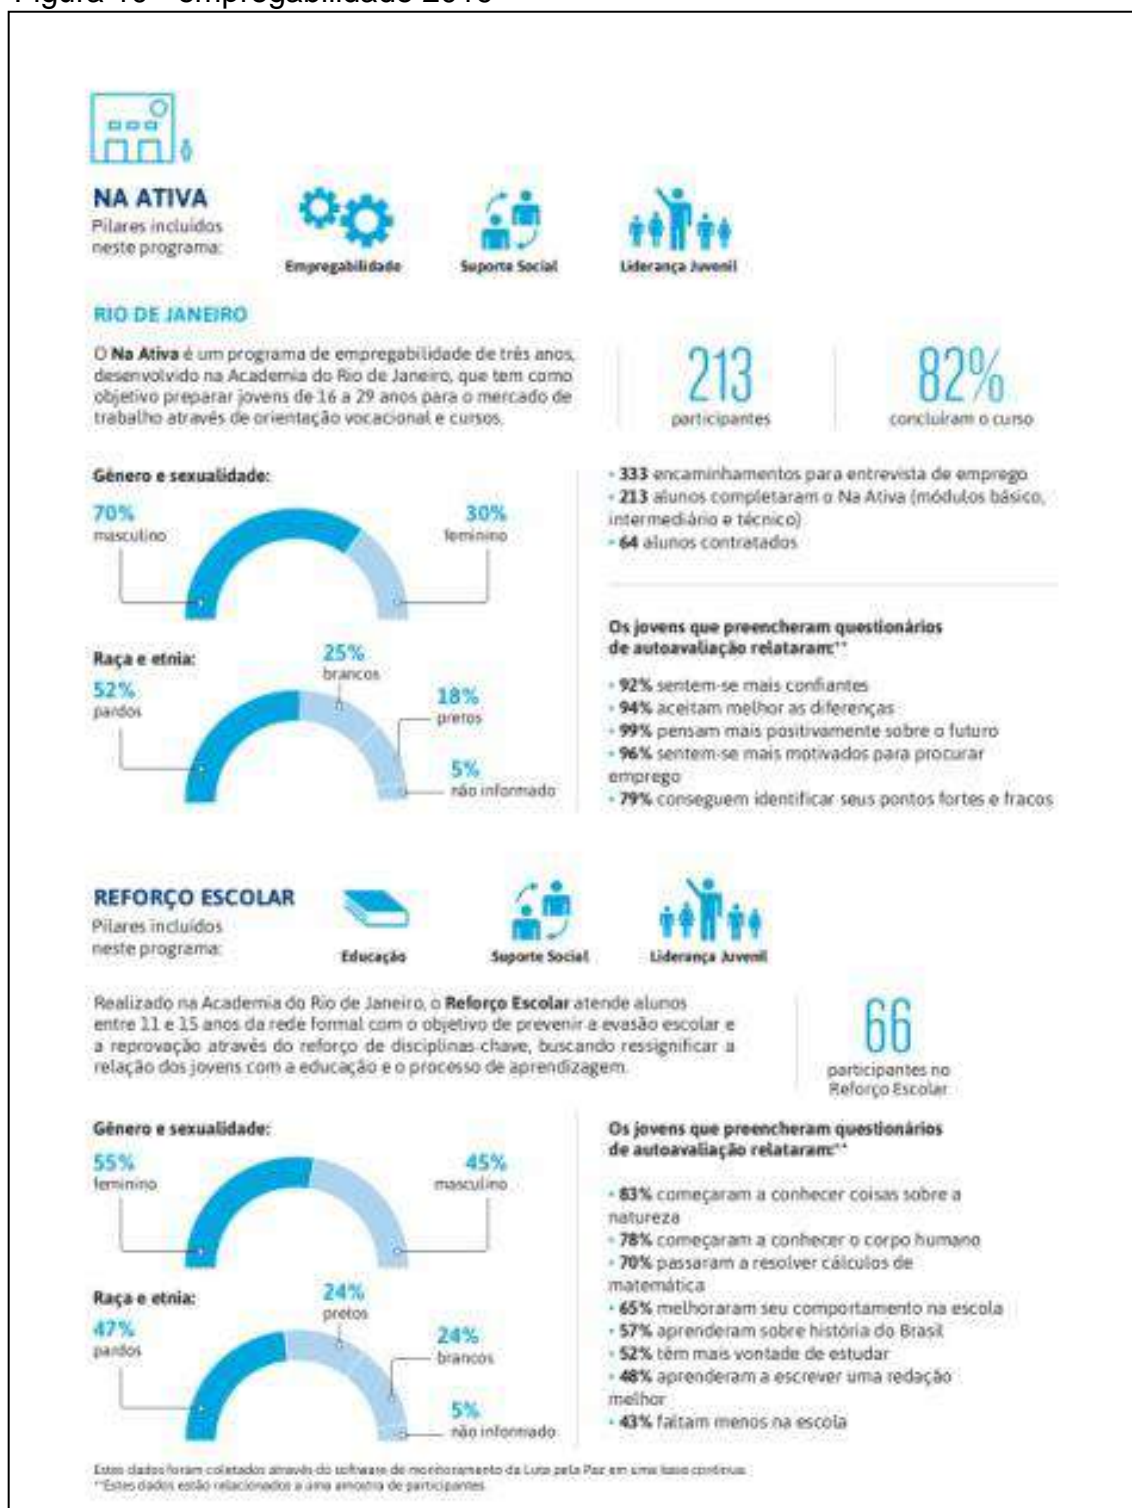 NA ATIVA
Pilares incluídos
neste programa:
Empregabilidade
Suporte Social
Liderança Juvenil
RIO DE JANEIRO
O Na Ativa é um programa de empregabilidade de três anos,
desenvolvido na Academia do Rio de Janeiro, que tem como
objetivo preparar jovens de 16 a 29 anos para o mercado de
trabalho através de orientação vocacional e cursos.
213
participantes
82%
concluíram o curso
Gênero e sexualidade:
70%
masculino
30%
feminino
Raça e etnia:
52%
pardos
25%
brancos
18%
pretos
5%
não informado
• 333 encaminhamentos para entrevista de emprego
• 213 alunos completaram o Na Ativa (módulos básico,
intermediário e técnico)
• 64 alunos contratados
Os jovens que preencheram questionários
de autoavaliação relataram:**
• 92% sentem-se mais confiantes
• 94% aceitam melhor as diferenças
• 99% pensam mais positivamente sobre o futuro
• 96% sentem-se mais motivados para procurar
emprego
• 79% conseguem identificar seus pontos fortes e fracos
REFORÇO ESCOLAR
Pilares incluídos
neste programa:
Educação
Suporte Social
Liderança Juvenil
Realizado na Academia do Rio de Janeiro, o Reforço Escolar atende alunos
entre 11 e 15 anos da rede formal com o objetivo de prevenir a evasão escolar e
a reprovação através do reforço de disciplinas-chave, buscando ressignificar a
relação dos jovens com a educação e o processo de aprendizagem.
66
participantes no
Reforço Escolar
Gênero e sexualidade:
55%
feminino
45%
masculino
Raça e etnia:
47%
pardos
24%
pretos
24%
brancos
5%
não informado
Os jovens que preencheram questionários
de autoavaliação relataram:**
• 83% começaram a conhecer coisas sobre a
natureza
• 78% começaram a conhecer o corpo humano
• 70% passaram a resolver cálculos de
matemática
• 65% melhoraram seu comportamento na escola
• 57% aprenderam sobre história do Brasil
• 52% têm mais vontade de estudar
• 48% aprenderam a escrever uma redação
melhor
• 43% faltam menos na escola
Estes dados foram coletados através do software de monitoramento da Luta pela Paz em uma base contínua.
**Estes dados estão relacionados a uma amostra de participantes.